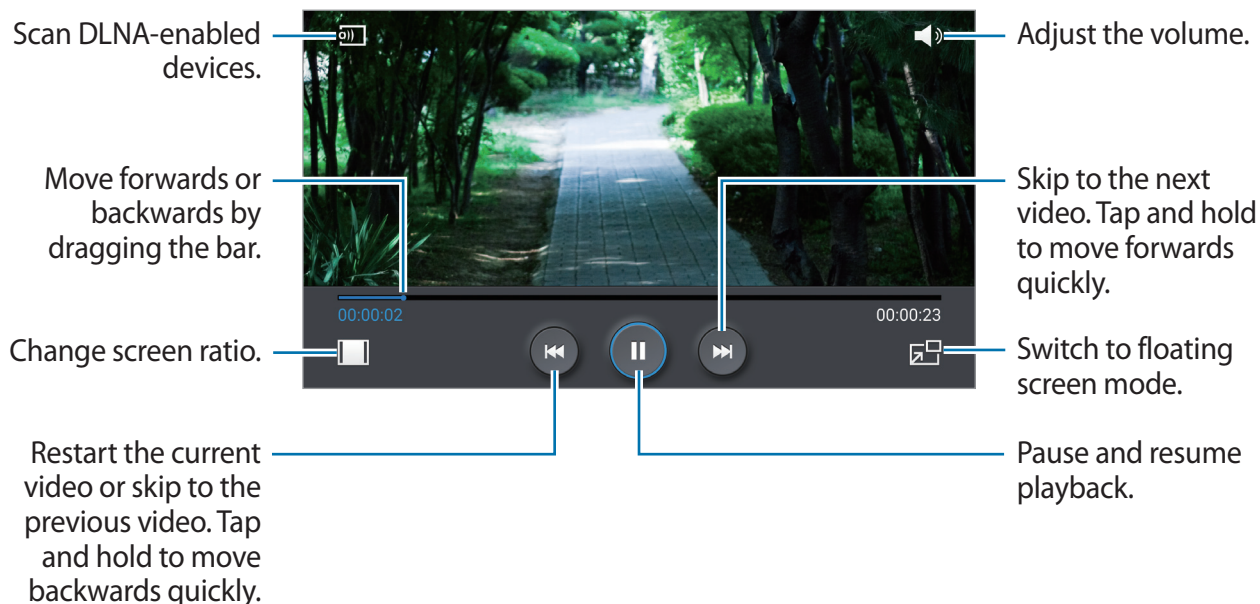 Scan DLNA-enabled
devices.
Adjust the volume.
Move forwards or
backwards by
dragging the bar.
Skip to the next
video. Tap and hold
to move forwards
quickly.
00:00:02
00:00:23
Change screen ratio.
Switch to floating
screen mode.
Restart the current
video or skip to the
previous video. Tap
and hold to move
backwards quickly.
Pause and resume
playback.